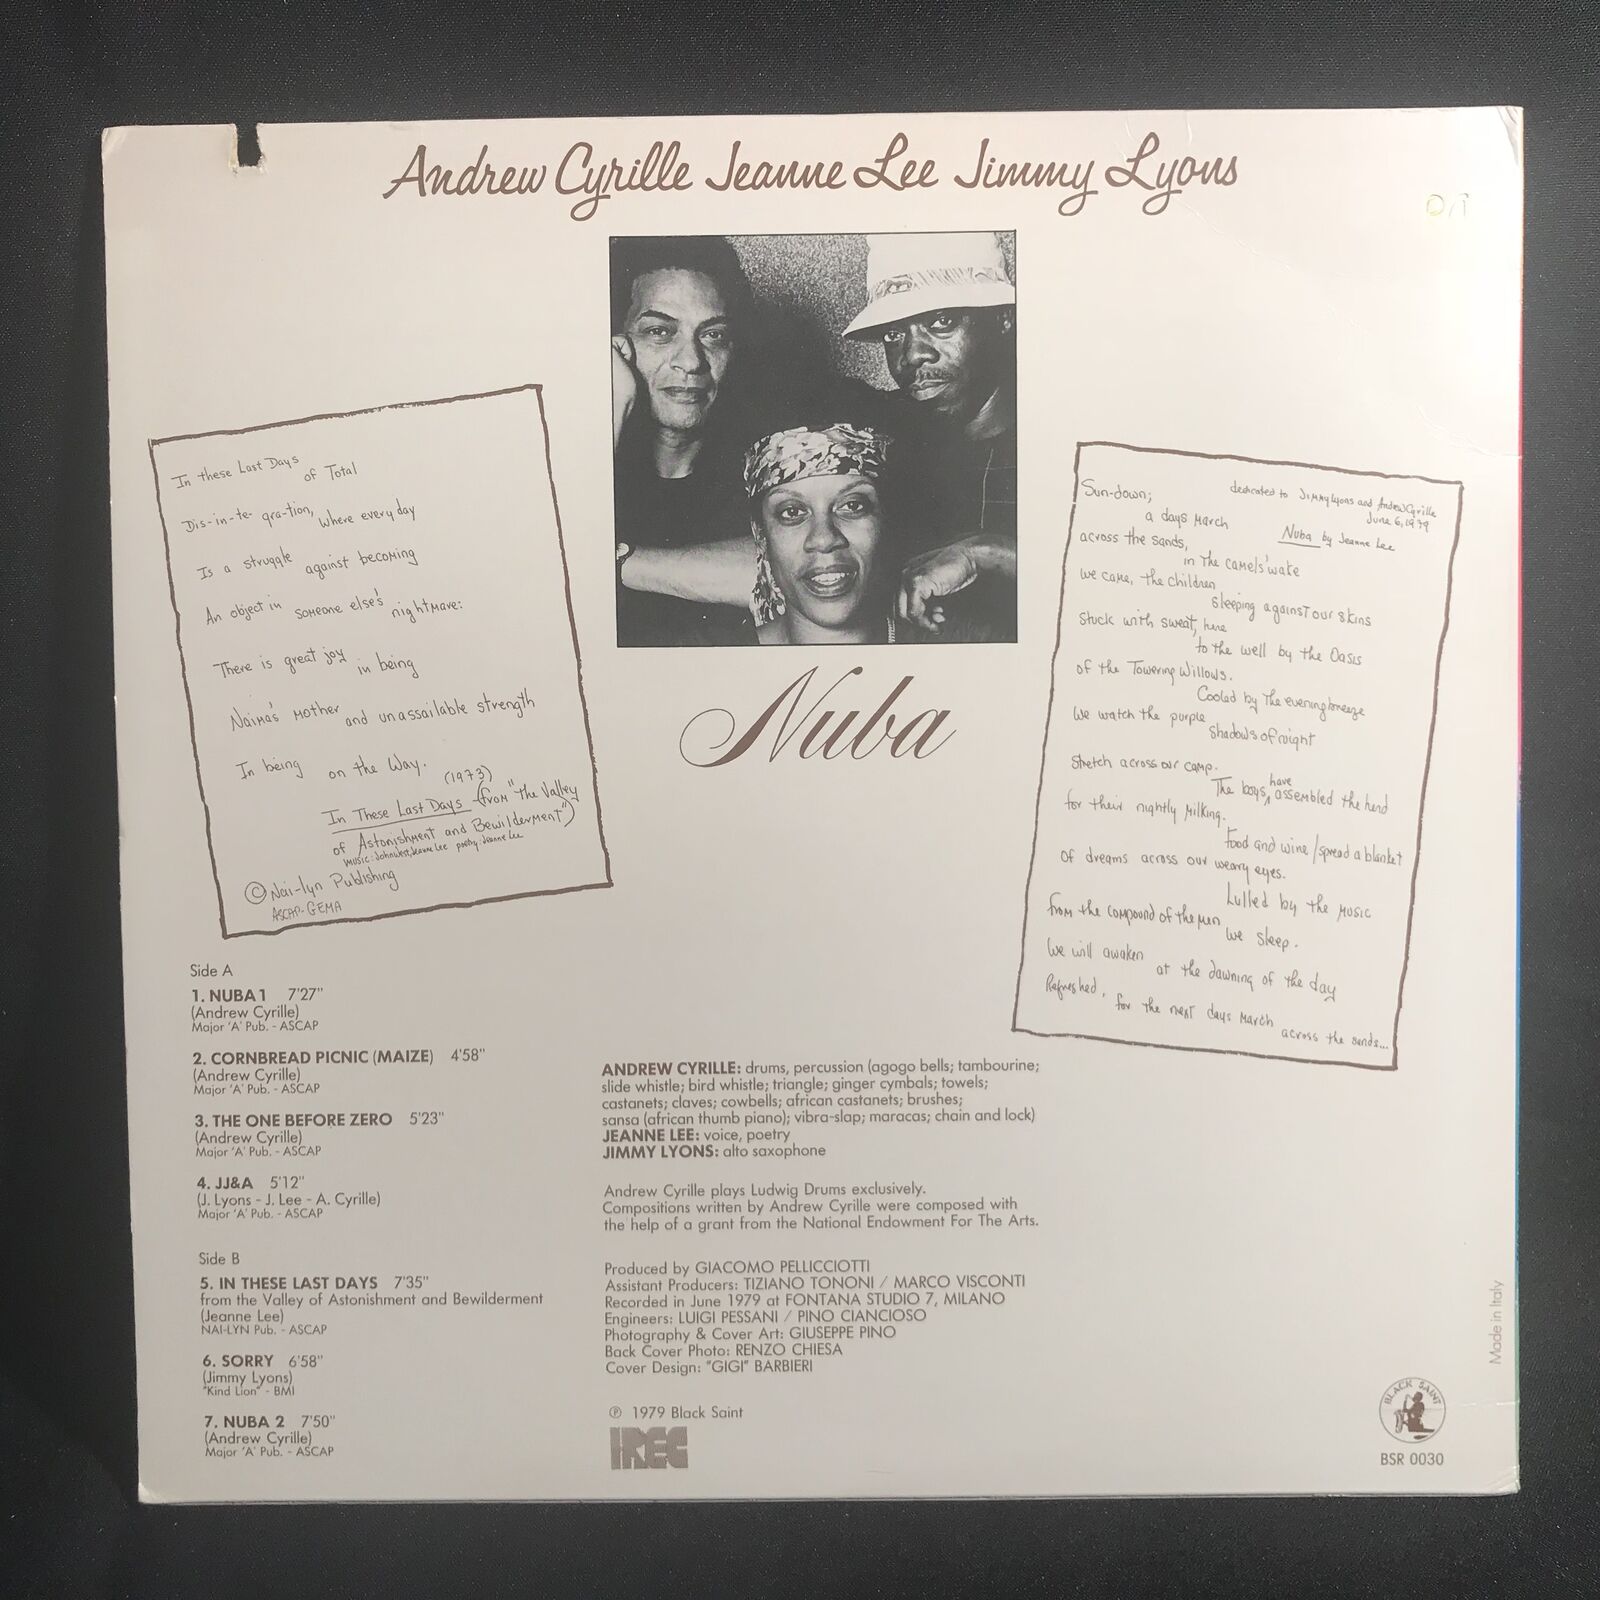 Andrew Cyrille Jeanne Lee Jimmy Lyons
In these Last Days
of Total
Dis-in-te-gra-tion, where every day
Is a struggle against becoming
An object in someone else's nightmare:
There is great joy in being
Naima's Mother and unassailable strength
In being on the Way.
(1973)
In These Last Days (from "the Valley
of Astonishment and Bewilderment")
music: John West, Jeanne Lee poetry: Jeanne Lee
© Nai-lyn Publishing
ASCAP-GEMA
Nuba
Sun-down;
dedicated to Jimmy Lyons and Andrew Cyrille
June 6, 1979
Nuba by Jeanne Lee
a days march
across the sands,
in the camels' wake
we came, the children
sleeping against our skins
stuck with sweat, here
to the well by the Oasis
of the Towering Willows.
Cooled by the evening breeze
We watch the purple
shadows of night
stretch across our camp.
The boys, have assembled the herd
for their nightly milking.
Food and wine / spread a blanket
Of dreams across our weary eyes.
Lulled by the music
from the compound of the men
we sleep.
We will awaken
at the dawning of the day
Refreshed,
for the next days march
across the sands...
Side A
1. NUBA 1 7'27"
(Andrew Cyrille)
Major 'A' Pub. - ASCAP
2. CORNBREAD PICNIC (MAIZE) 4'58"
(Andrew Cyrille)
Major 'A' Pub. - ASCAP
3. THE ONE BEFORE ZERO 5'23"
(Andrew Cyrille)
Major 'A' Pub. - ASCAP
4. JJ&A 5'12"
(J. Lyons - J. Lee - A. Cyrille)
Major 'A' Pub. - ASCAP
Side B
5. IN THESE LAST DAYS 7'35"
from the Valley of Astonishment and Bewilderment
(Jeanne Lee)
NAI-LYN Pub. - ASCAP
6. SORRY 6'58"
(Jimmy Lyons)
"Kind Lion" - BMI
7. NUBA 2 7'50"
(Andrew Cyrille)
Major 'A' Pub. - ASCAP
ANDREW CYRILLE: drums, percussion (agogo bells; tambourine;
slide whistle; bird whistle; triangle; ginger cymbals; towels;
castanets; claves; cowbells; african castanets; brushes;
sansa (african thumb piano); vibra-slap; maracas; chain and lock)
JEANNE LEE: voice, poetry
JIMMY LYONS: alto saxophone
Andrew Cyrille plays Ludwig Drums exclusively.
Compositions written by Andrew Cyrille were composed with
the help of a grant from the National Endowment For The Arts.
Produced by GIACOMO PELLICCIOTTI
Assistant Producers: TIZIANO TONONI / MARCO VISCONTI
Recorded in June 1979 at FONTANA STUDIO 7, MILANO
Engineers: LUIGI PESSANI / PINO CIANCIOSO
Photography & Cover Art: GIUSEPPE PINO
Back Cover Photo: RENZO CHIESA
Cover Design: "GIGI" BARBIERI
℗ 1979 Black Saint
IREC
Made in Italy
BLACK SAINT
BSR 0030